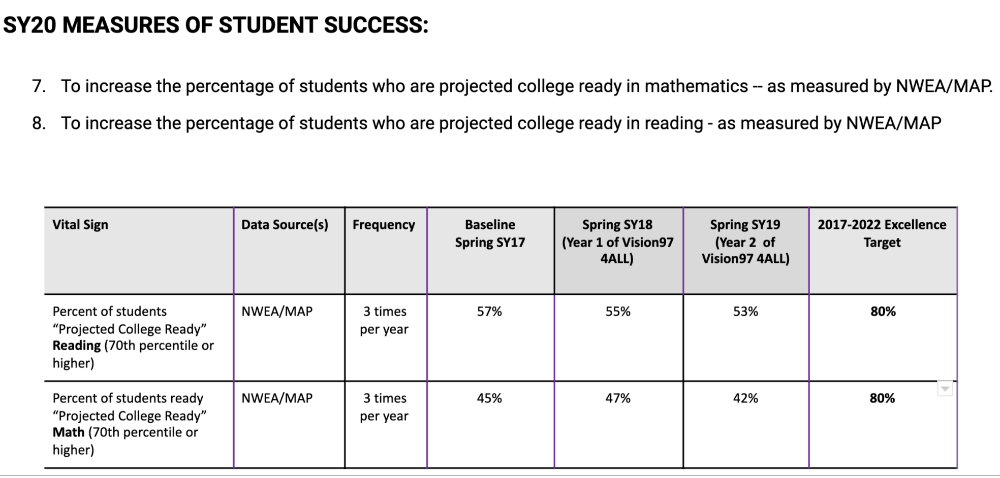 SY20 MEASURES OF STUDENT SUCCESS:
7. To increase the percentage of students who are projected college ready in mathematics -- as measured by NWEA/MAP.
8. To increase the percentage of students who are projected college ready in reading - as measured by NWEA/MAP
Vital Sign
Data Source(s)
Frequency
Baseline
Spring SY17
Spring SY18
(Year 1 of Vision97
4ALL)
Spring SY19
(Year 2 of
Vision97 4ALL)
2017-2022 Excellence
Target
Percent of students
“Projected College Ready”
Reading (70th percentile or
higher)
NWEA/MAP
3 times
per year
57%
55%
53%
80%
Percent of students ready
“Projected College Ready”
Math (70th percentile or
higher)
NWEA/MAP
3 times
per year
45%
47%
42%
80%